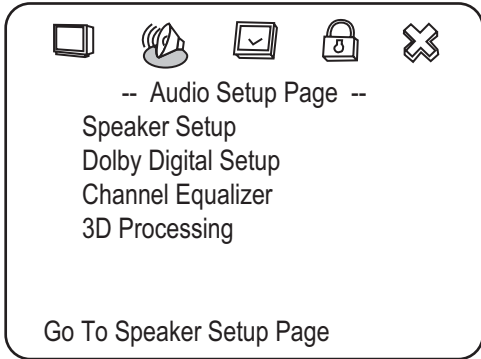 -- Audio Setup Page --
Speaker Setup
Dolby Digital Setup
Channel Equalizer
3D Processing
Go To Speaker Setup Page